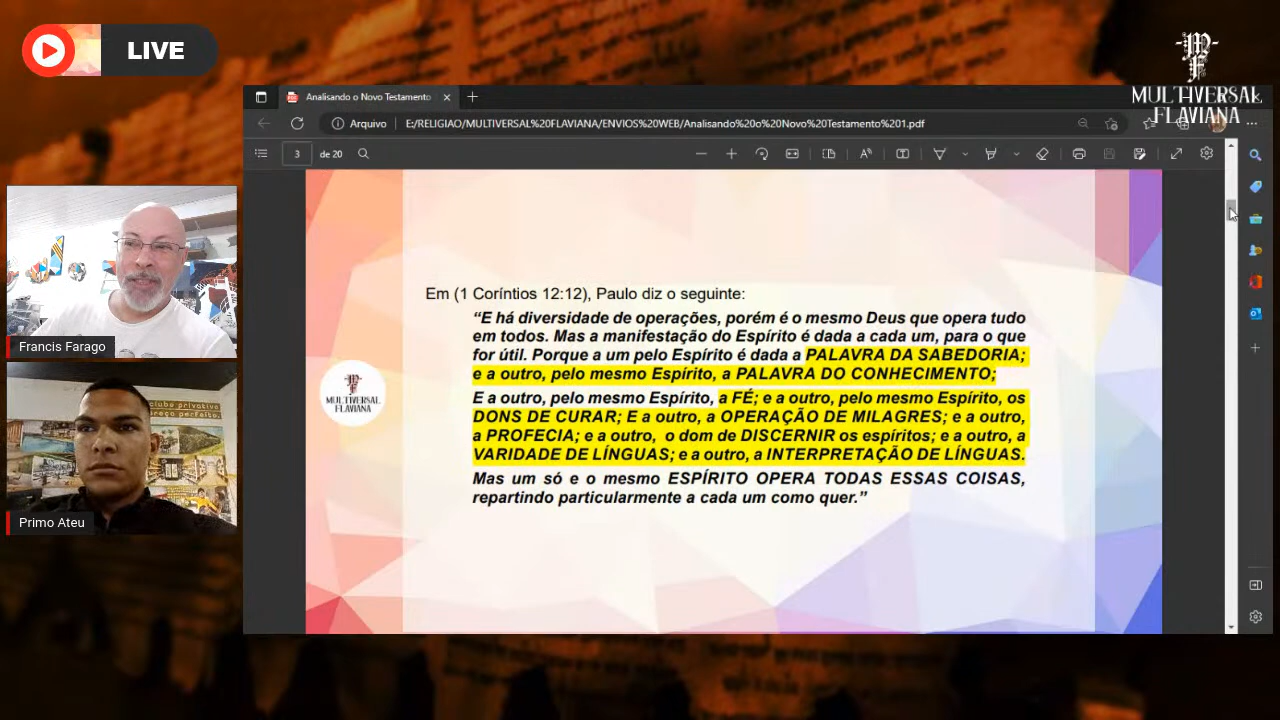 LIVE
MULTIVERSAL
FLAVIANA
Analisando o Novo Testamento
Arquivo
E:/RELIGIAO/MULTIVERSAL%20FLAVIANA/ENVIOS%20WEB/Analisando%20o%20Novo%20Testamento%201.pdf
3 de 20
Em (1 Coríntios 12:12), Paulo diz o seguinte:
“E há diversidade de operações, porém é o mesmo Deus que opera tudo
em todos. Mas a manifestação do Espírito é dada a cada um, para o que
for útil. Porque a um pelo Espírito é dada a PALAVRA DA SABEDORIA;
e a outro, pelo mesmo Espírito, a PALAVRA DO CONHECIMENTO;
E a outro, pelo mesmo Espírito, a FÉ; e a outro, pelo mesmo Espírito, os
DONS DE CURAR; E a outro, a OPERAÇÃO DE MILAGRES; e a outro,
a PROFECIA; e a outro, o dom de DISCERNIR os espíritos; e a outro, a
VARIDADE DE LÍNGUAS; e a outro, a INTERPRETAÇÃO DE LÍNGUAS.
Mas um só e o mesmo ESPÍRITO OPERA TODAS ESSAS COISAS,
repartindo particularmente a cada um como quer.”
MULTIVERSAL
FLAVIANA
Francis Farago
clube privativo
Primo Ateu